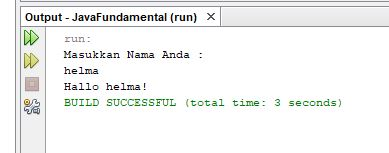 Output - JavaFundamental (run) ×
run:
Masukkan Nama Anda :
helma
Hallo helma!
BUILD SUCCESSFUL (total time: 3 seconds)